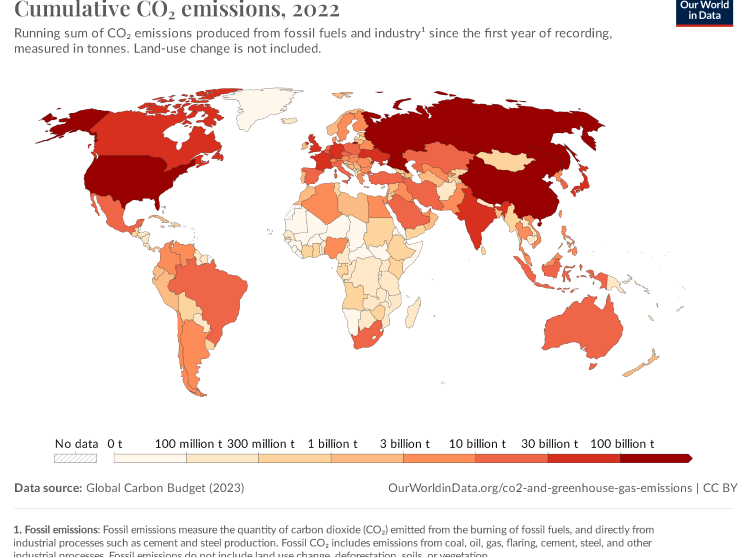 Cumulative CO₂ emissions, 2022
Our World
in Data
Running sum of CO₂ emissions produced from fossil fuels and industry¹ since the first year of recording,
measured in tonnes. Land-use change is not included.
No data 0 t 100 million t 300 million t 1 billion t 3 billion t 10 billion t 30 billion t 100 billion t
Data source: Global Carbon Budget (2023) OurWorldinData.org/co2-and-greenhouse-gas-emissions | CC BY
1. Fossil emissions: Fossil emissions measure the quantity of carbon dioxide (CO₂) emitted from the burning of fossil fuels, and directly from
industrial processes such as cement and steel production. Fossil CO₂ includes emissions from coal, oil, gas, flaring, cement, steel, and other
industrial processes. Fossil emissions do not include land use change, deforestation, soils, or vegetation.